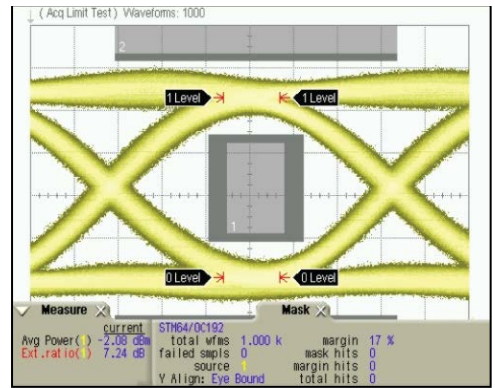 ( Acq Limit Test ) Waveforms: 1000
2
1 Level 1 Level
1
0 Level 0 Level
Measure Mask
current STM64/OC192
Avg Power(1) -2.08 dBm total wfms 1.000 k margin 17 %
Ext.ratio(1) 7.24 dB failed smpls 0 mask hits 0
source 1 margin hits 0
Y Align: Eye Bound total hits 0